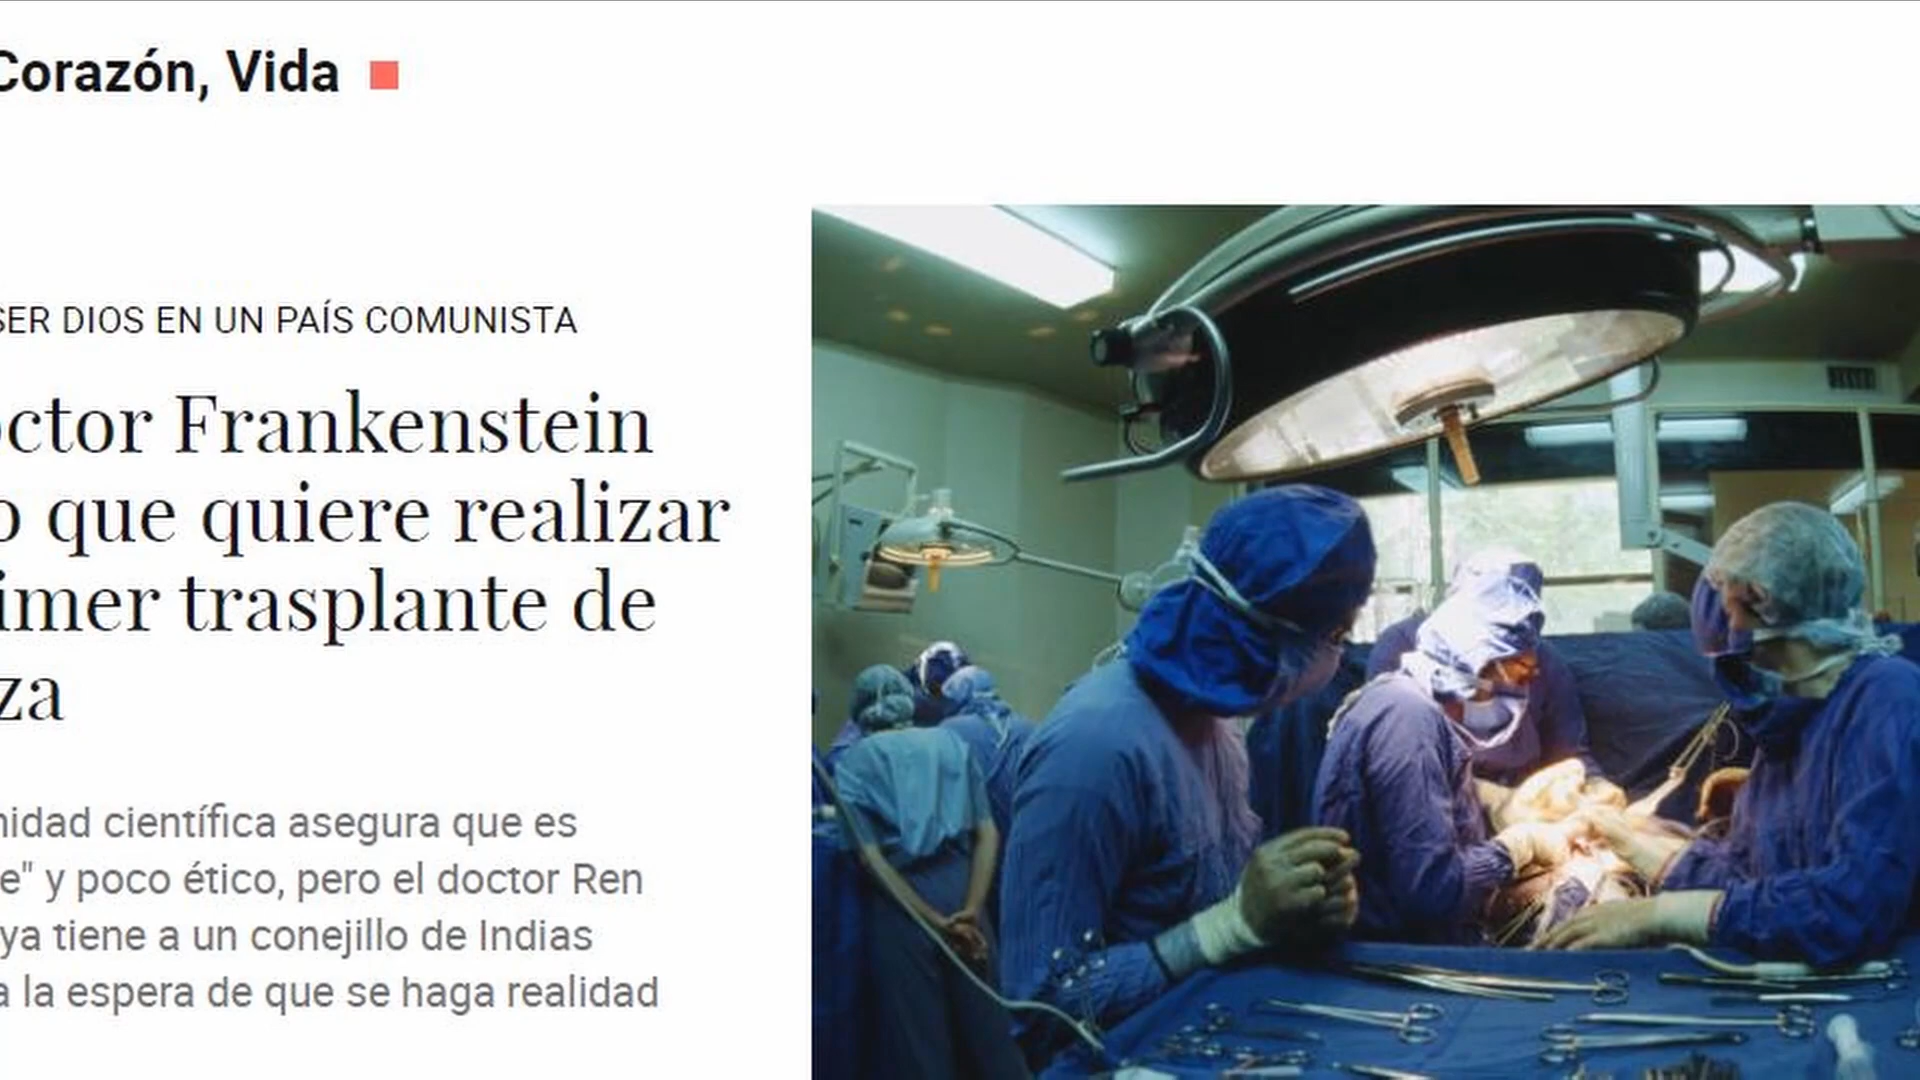 Corazón, Vida
SER DIOS EN UN PAÍS COMUNISTA
octor Frankenstein
o que quiere realizar
imer trasplante de
za
nidad científica asegura que es
e" y poco ético, pero el doctor Ren
ya tiene a un conejillo de Indias
a la espera de que se haga realidad